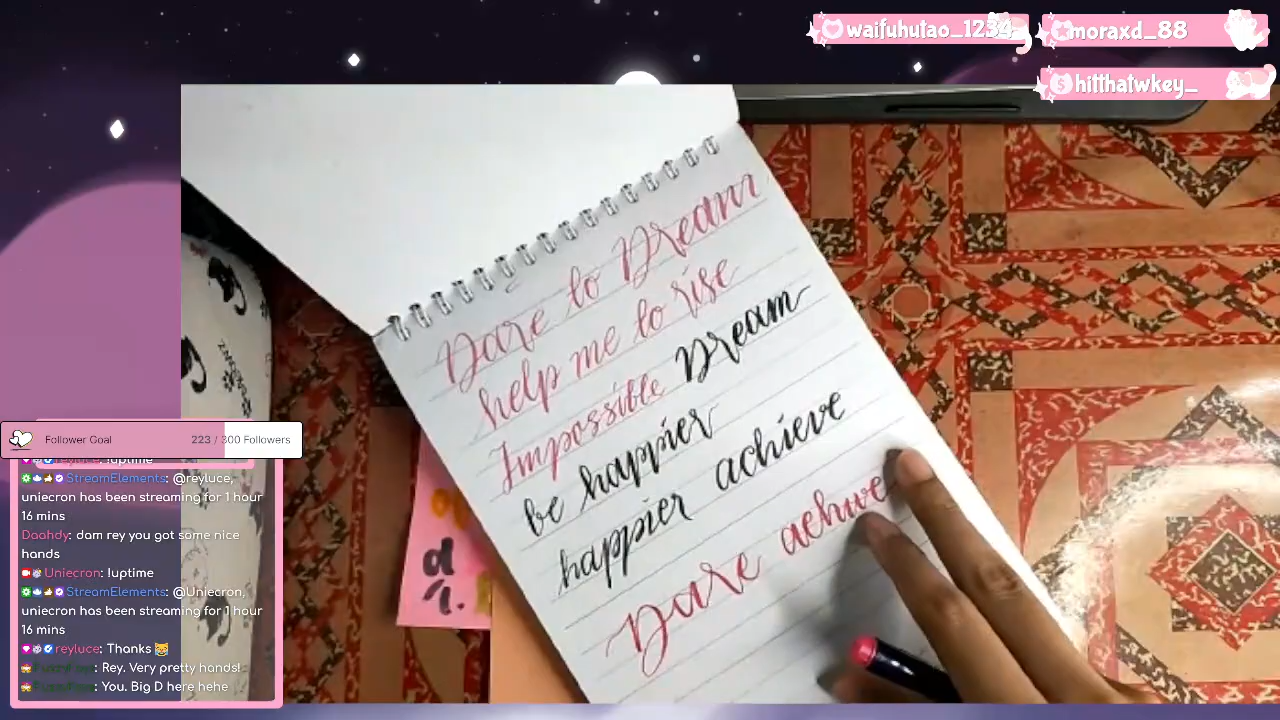 waifuhutao_1234
moraxd_88
hitthatwkey_
Dare to Dream
help me to rise
Impossible Dream
be happier
happier achieve
Dare achive
Follower Goal
223 / 300 Followers
reyluce: !uptime
StreamElements: @reyluce,
uniecron has been streaming for 1 hour
16 mins
Daahdy: dam rey you got some nice
hands
Uniecron: !uptime
StreamElements: @Uniecron,
uniecron has been streaming for 1 hour
16 mins
reyluce: Thanks
: Rey. Very pretty hands!
: You. Big D here hehe